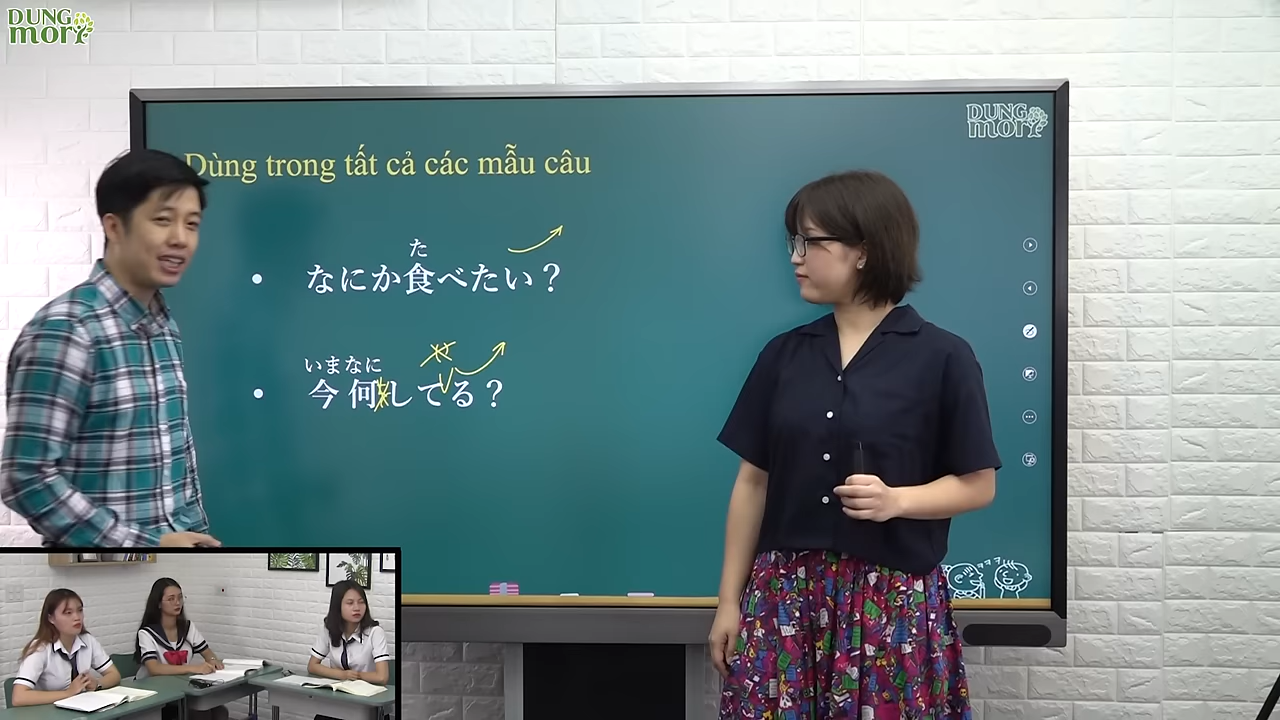 DUNG
mori
DUNG
mori
Dùng trong tất cả các mẫu câu
た
• なにか食べたい？
いまなに
• 今何してる？